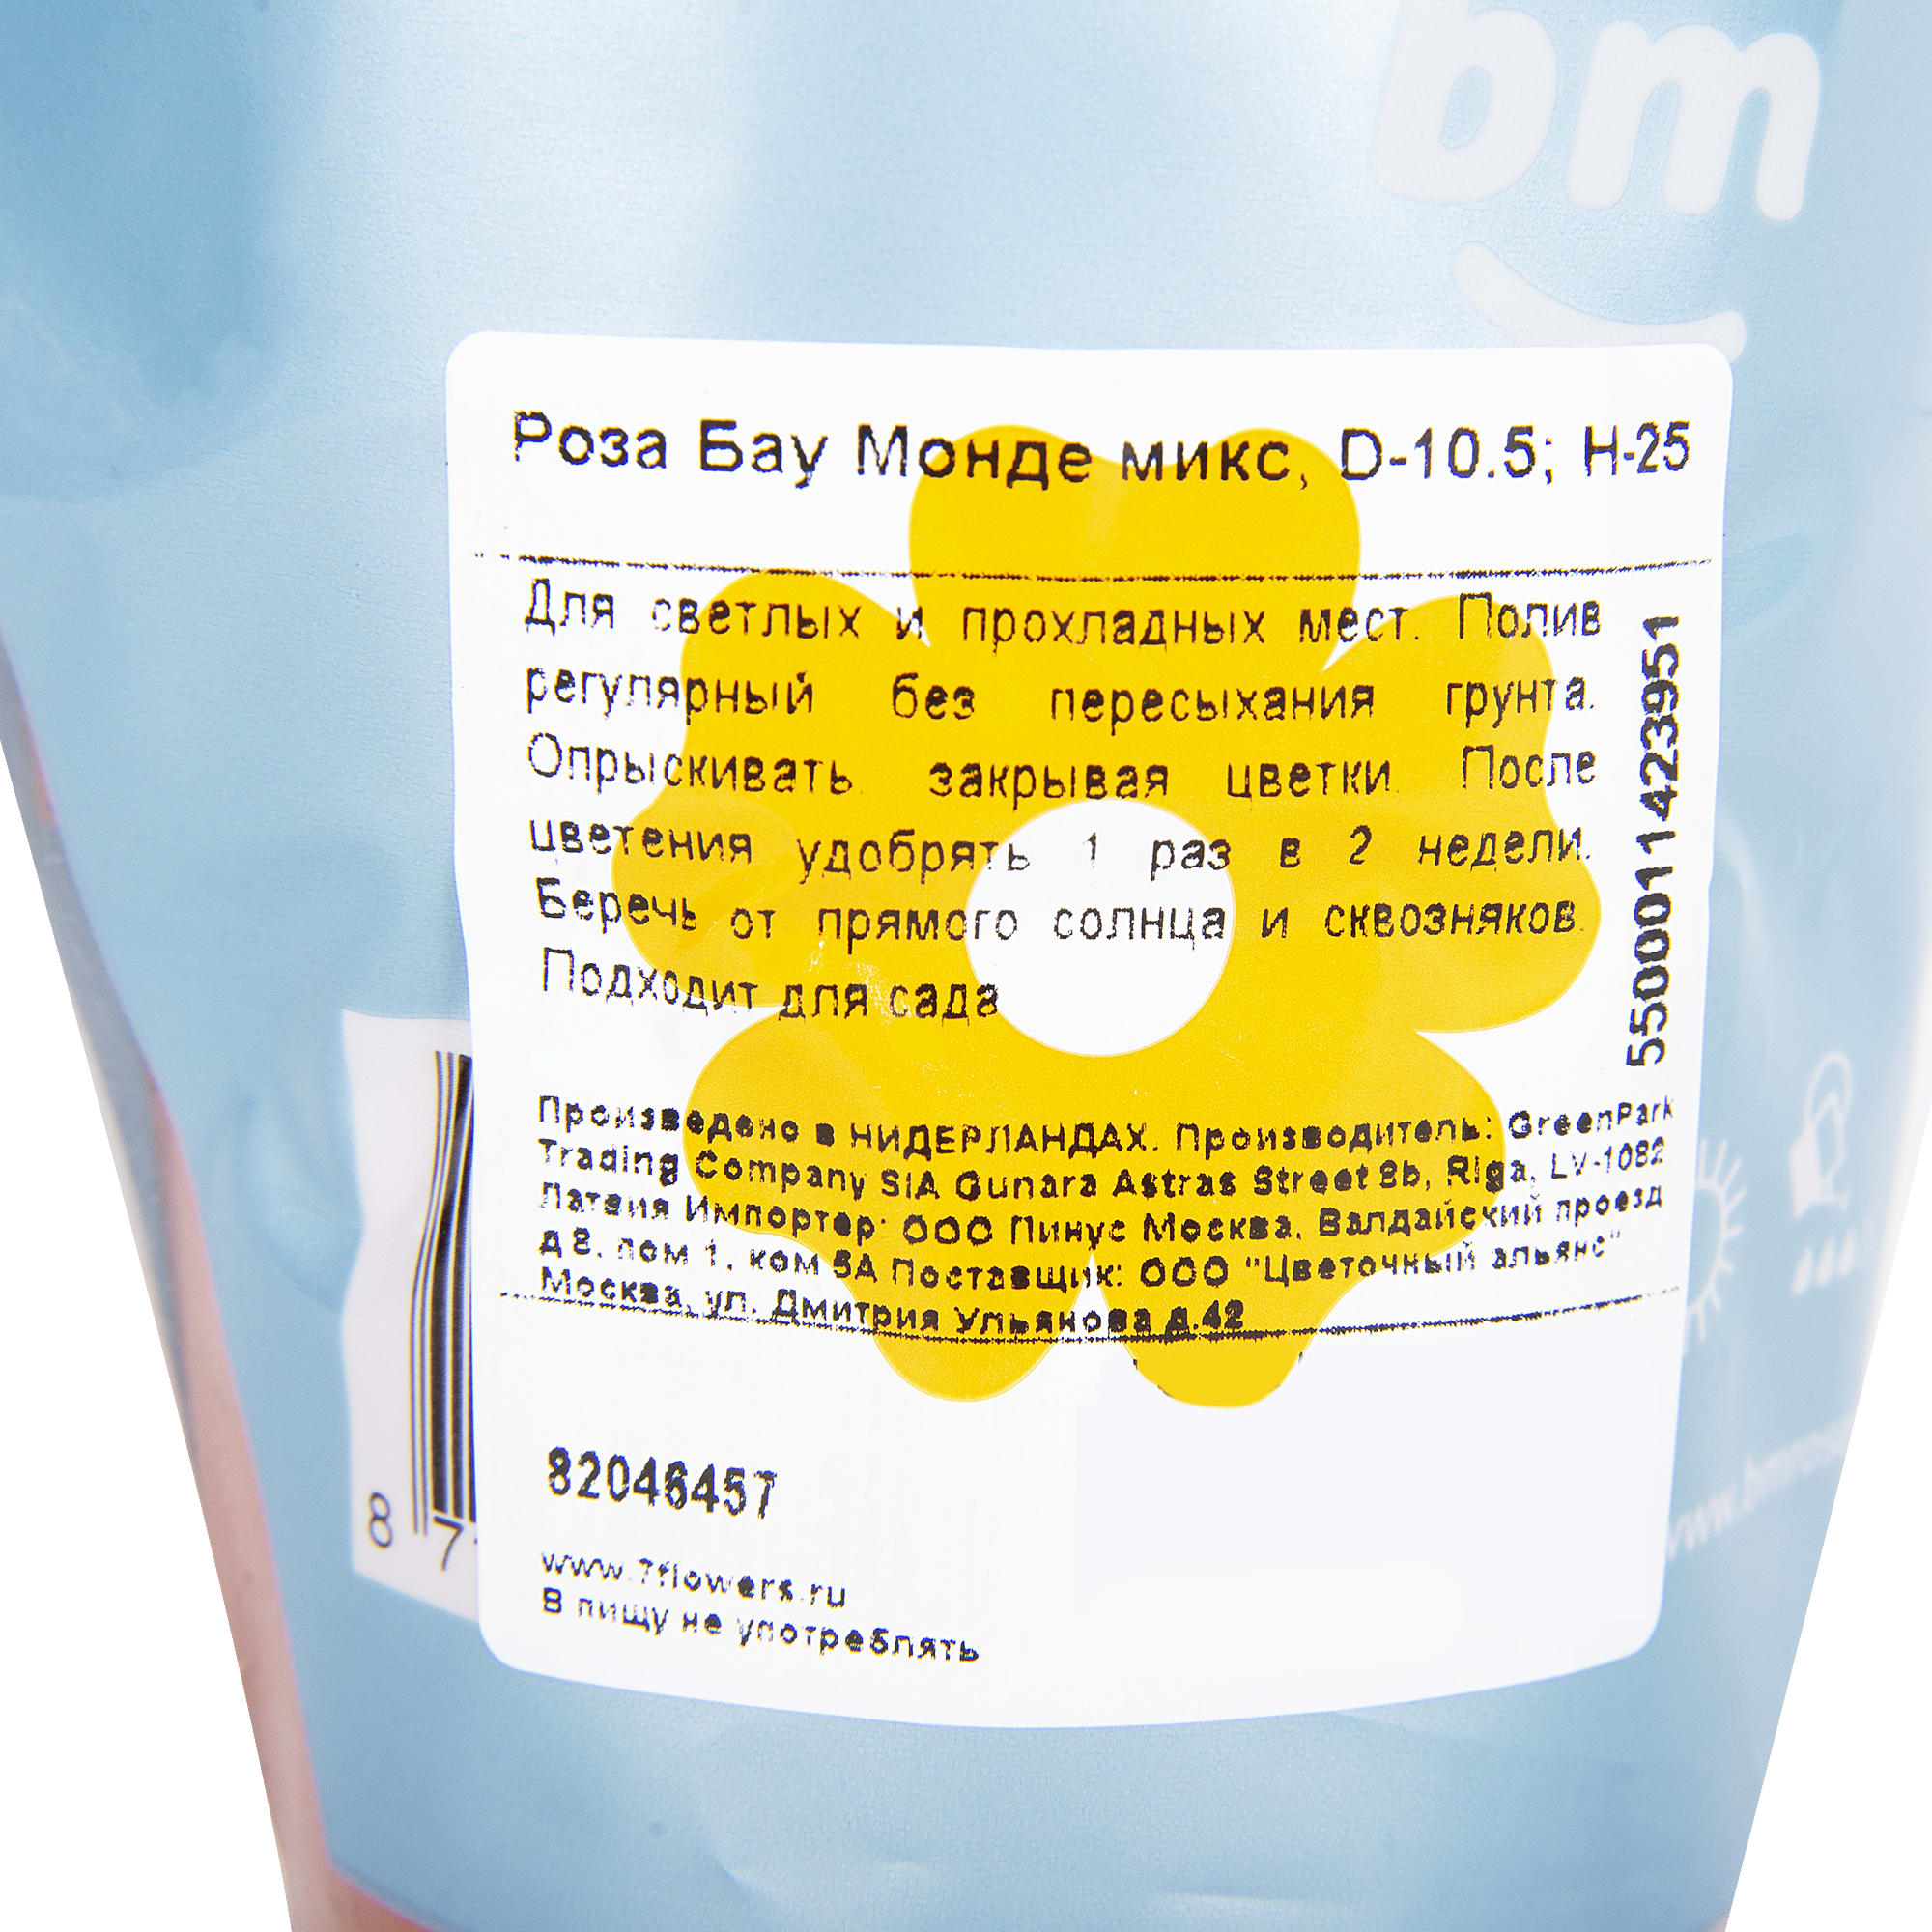 bm
Роза Бау Монде микс, D-10.5; H-25
Для светлых и прохладных мест. Полив
регулярный без пересыхания грунта.
Опрыскивать закрывая цветки. После
цветения удобрять 1 раз в 2 недели.
Беречь от прямого солнца и сквозняков.
Подходит для сада
5500011423951
Произведено в НИДЕРЛАНДАХ. Производитель: GreenPark
Trading Company SIA Gunara Astras Street 8b, Riga, LV-1082
Латвия Импортер: ООО Пинус Москва, Валдайский проезд
д 8, пом 1, ком 5А Поставщик: ООО "Цветочный альянс"
Москва, ул. Дмитрия Ульянова д.42
8 7
82046457
www.7flowers.ru
В пищу не употреблять